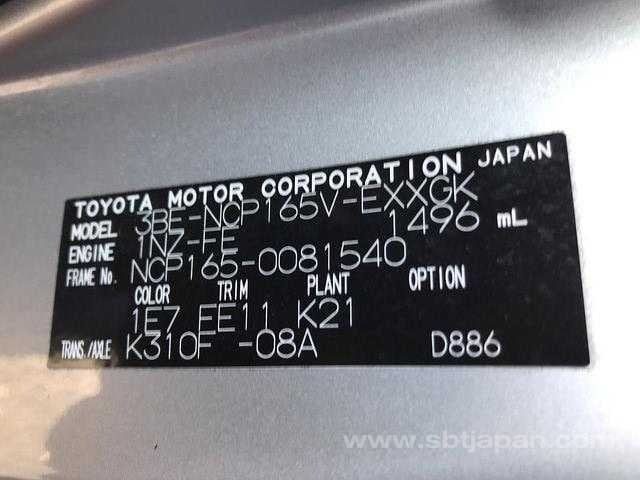 TOYOTA MOTOR CORPORATION JAPAN
MODEL 3BE-NCP165V-EXXGK
ENGINE 1NZ-FE 1496 mL
FRAME No. NCP165-0081540
COLOR TRIM PLANT OPTION
1E7 EE11 K21
TRANS./AXLE K310F -08A D886
www.sbtjapan.com